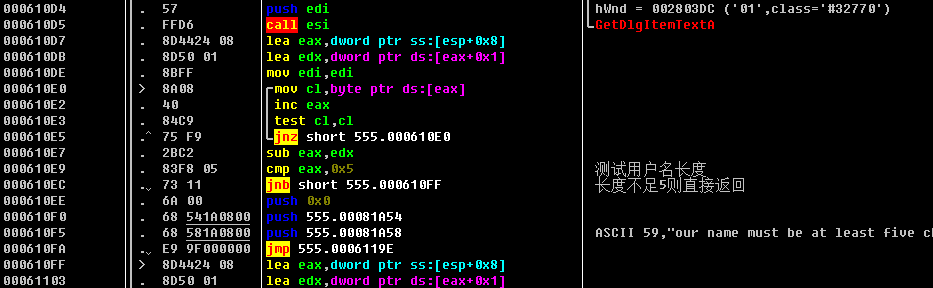 000610D4 . 57 push edi hWnd = 002803DC ('01',class='#32770')
000610D5 . FFD6 call esi GetDlgItemTextA
000610D7 . 8D4424 08 lea eax,dword ptr ss:[esp+0x8]
000610DB . 8D50 01 lea edx,dword ptr ds:[eax+0x1]
000610DE . 8BFF mov edi,edi
000610E0 > 8A08 mov cl,byte ptr ds:[eax]
000610E2 . 40 inc eax
000610E3 . 84C9 test cl,cl
000610E5 .^ 75 F9 jnz short 555.000610E0
000610E7 . 2BC2 sub eax,edx
000610E9 . 83F8 05 cmp eax,0x5 测试用户名长度
000610EC .v 73 11 jnb short 555.000610FF 长度不足5则直接返回
000610EE . 6A 00 push 0x0
000610F0 . 68 541A0800 push 555.00081A54
000610F5 . 68 581A0800 push 555.00081A58 ASCII 59,"our name must be at least five c
000610FA .v E9 9F000000 jmp 555.0006119E
000610FF > 8D4424 08 lea eax,dword ptr ss:[esp+0x8]
00061103 . 8D50 01 lea edx,dword ptr ds:[eax+0x1]